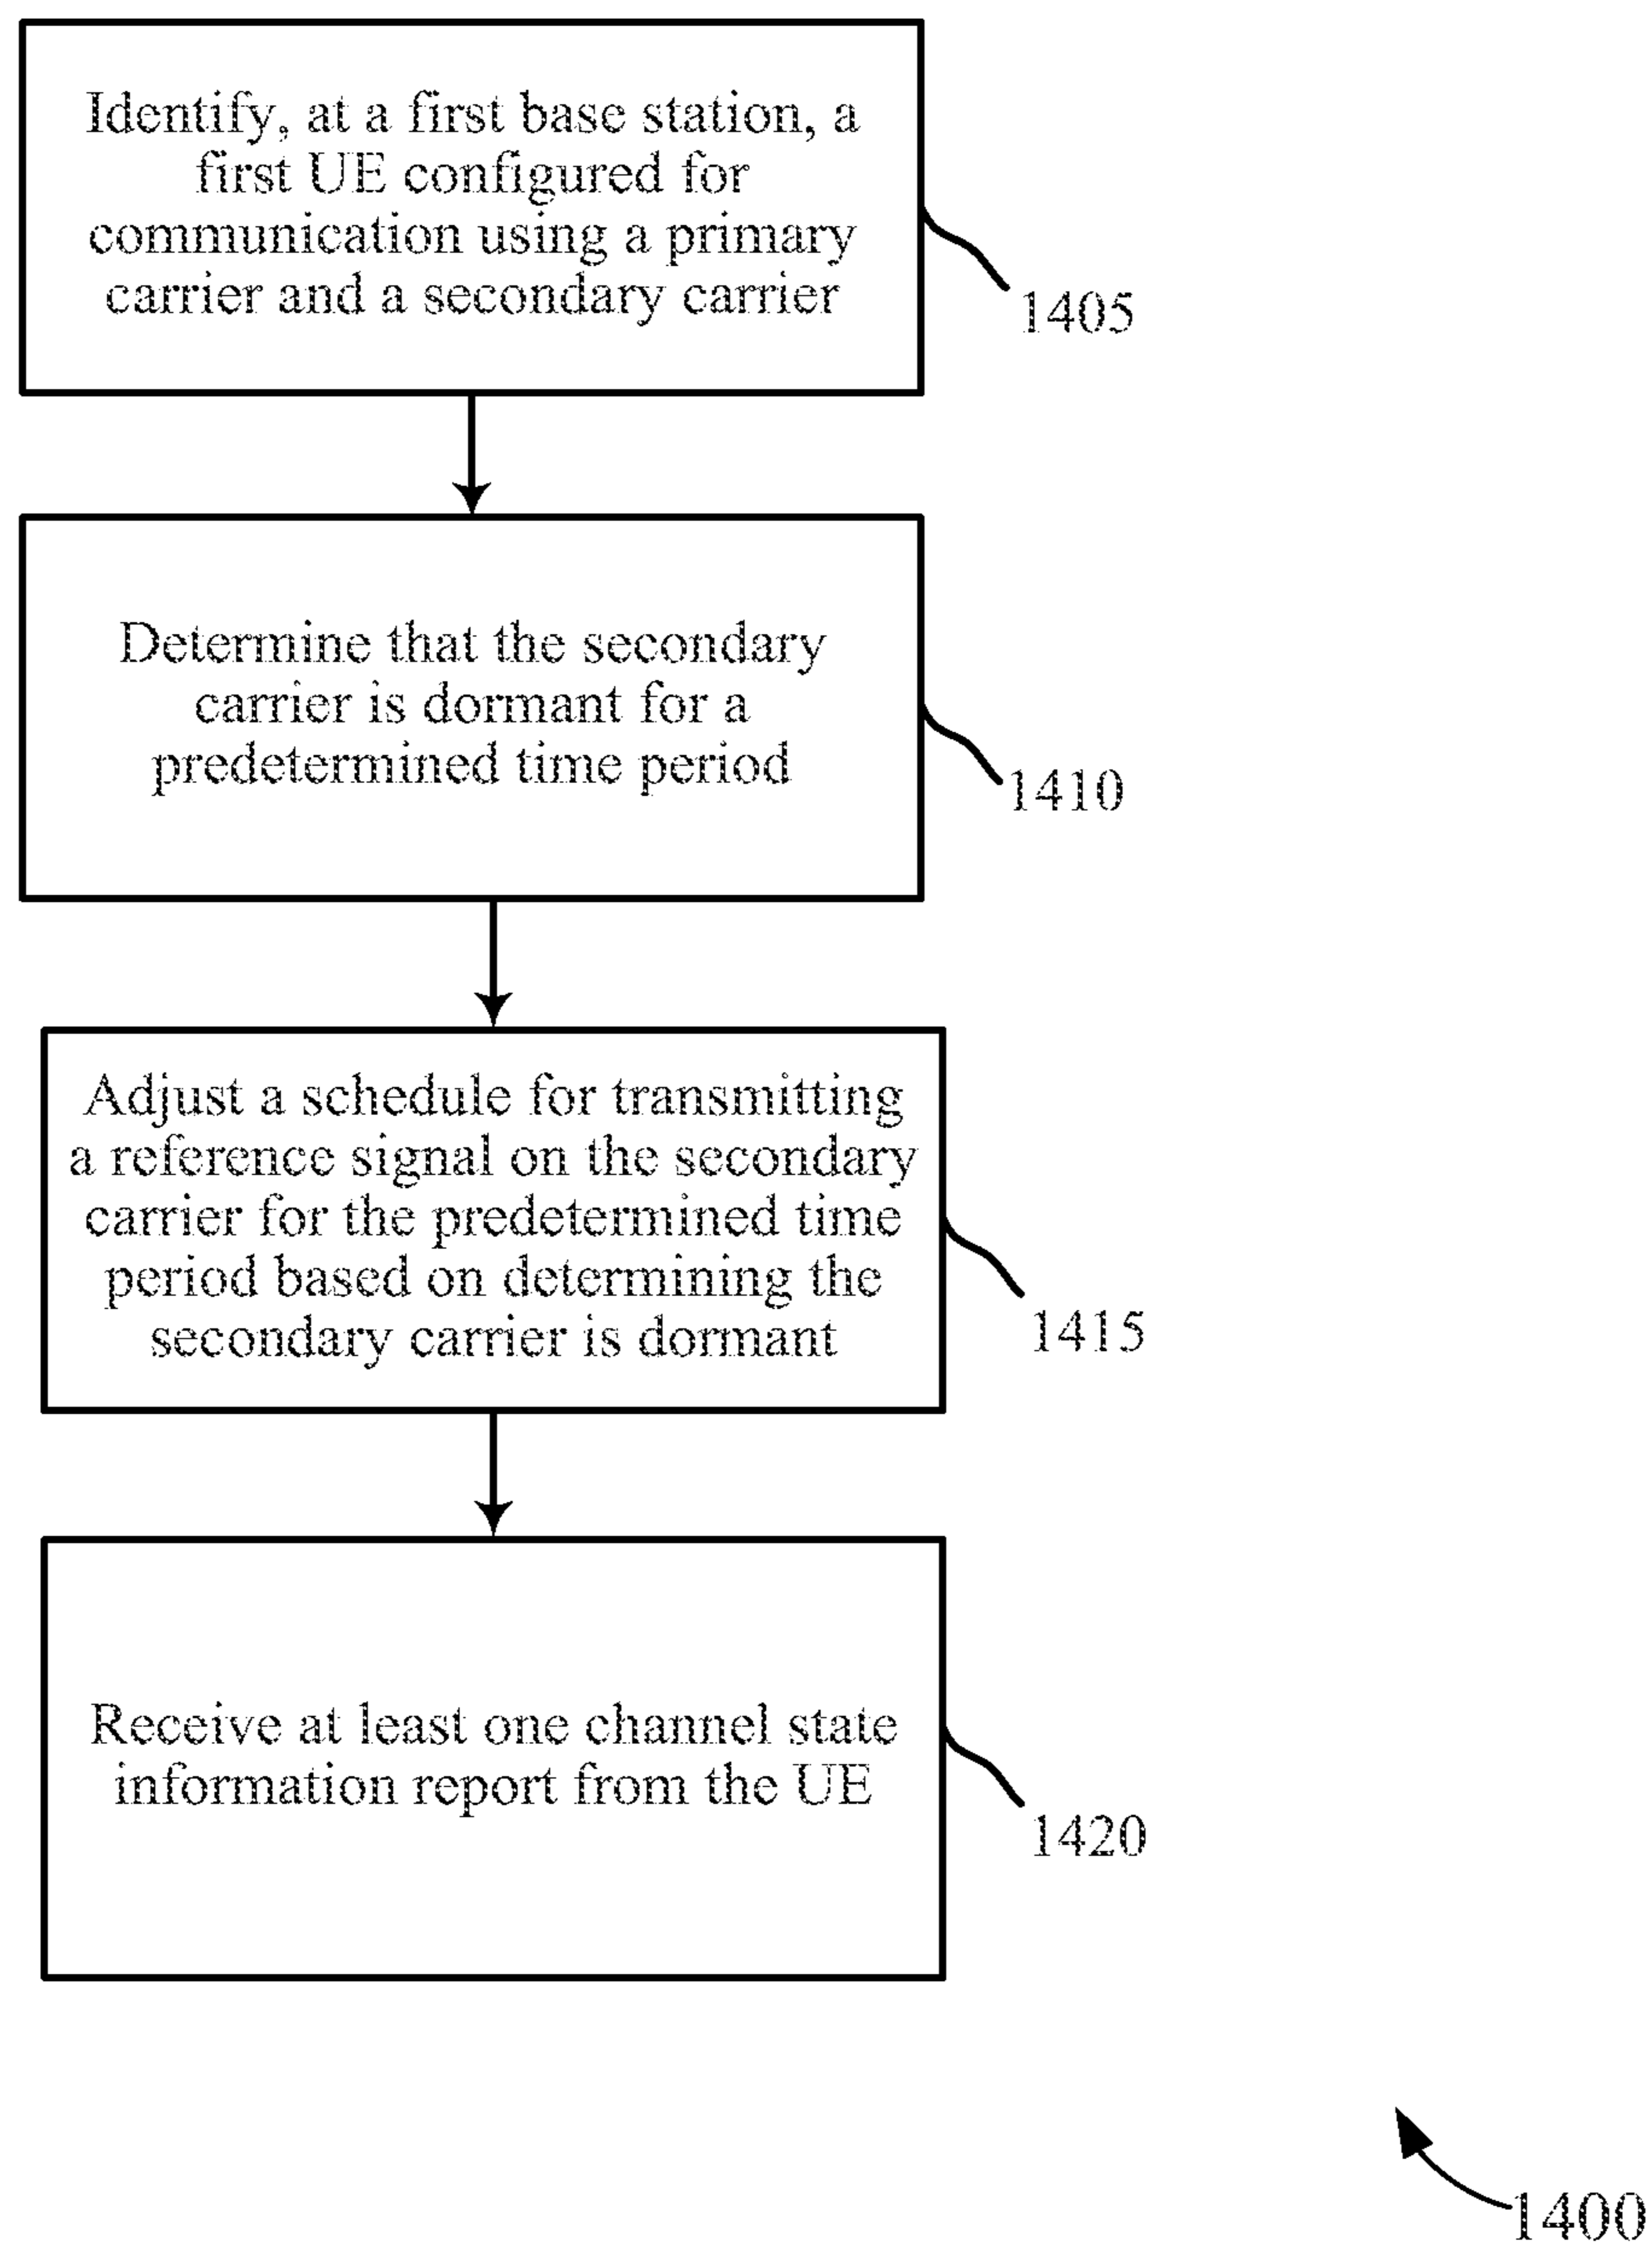 Identify, at a first base station, a
first UE configured for
communication using a primary
carrier and a secondary carrier
1405
Determine that the secondary
carrier is dormant for a
predetermined time period
1410
Adjust a schedule for transmitting
a reference signal on the secondary
carrier for the predetermined time
period based on determining the
secondary carrier is dormant
1415
Receive at least one channel state
information report from the UE
1420
1400